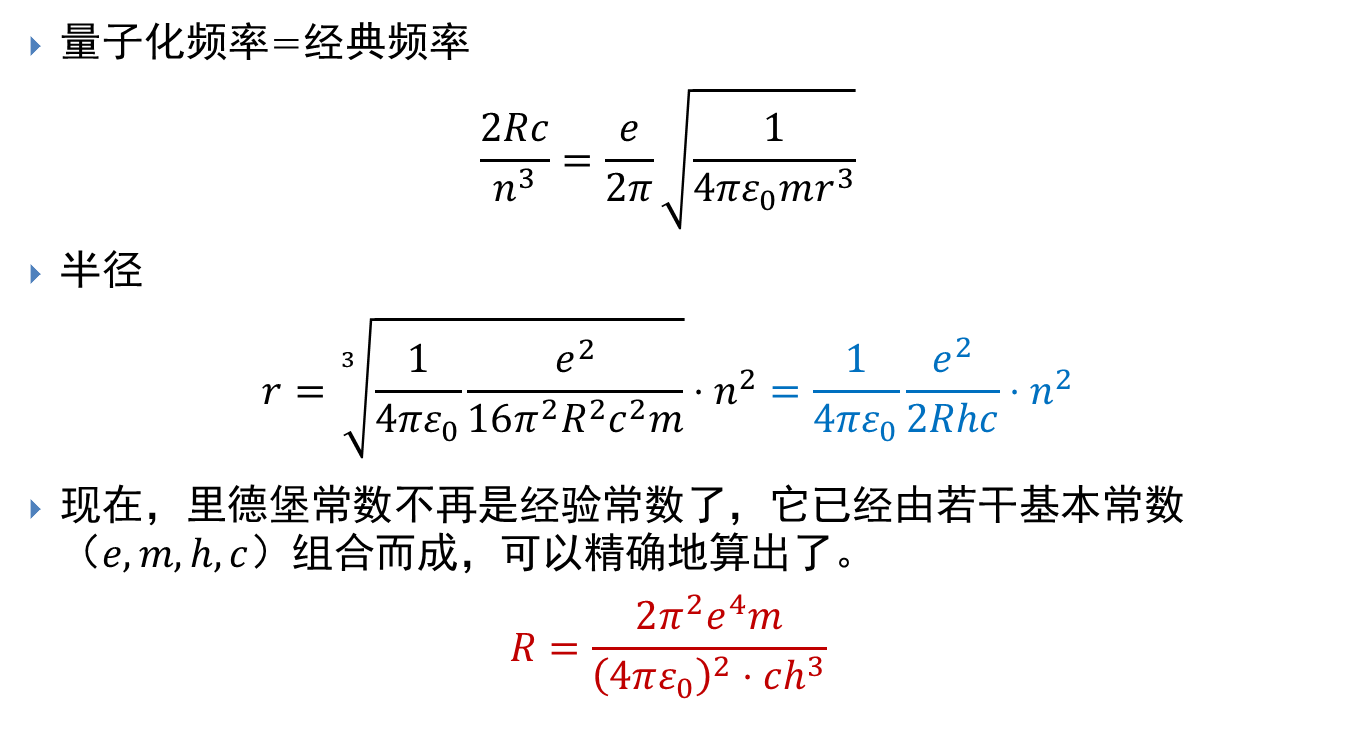 量子化频率=经典频率
2Rc/n³ = e/2π √(1/(4πε₀mr³))
半径
r = ³√(1/(4πε₀) e²/(16π²R²c²m)) · n² = 1/(4πε₀) e²/(2Rhc) · n²
现在，里德堡常数不再是经验常数了，它已经由若干基本常数
（e, m, h, c）组合而成，可以精确地算出了。
R = 2π²e⁴m/((4πε₀)² · ch³)